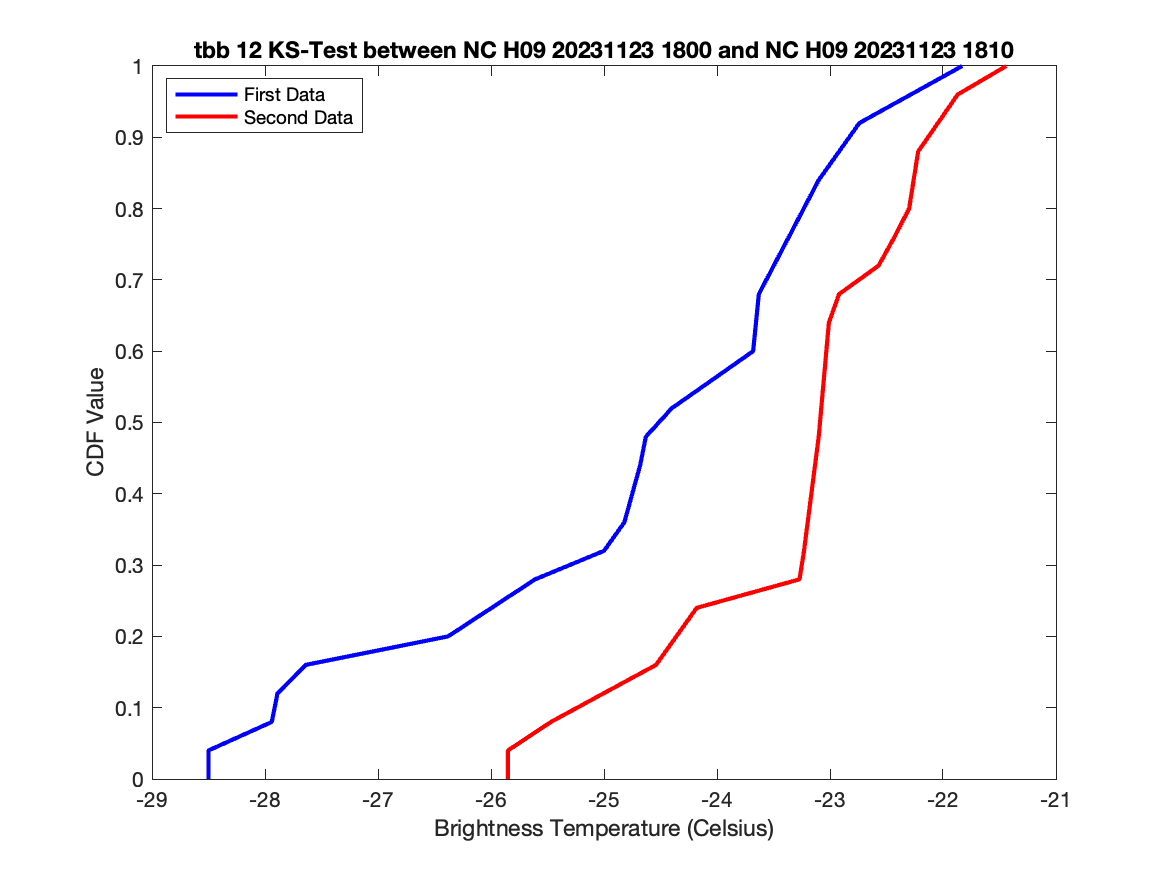 tbb 12 KS-Test between NC H09 20231123 1800 and NC H09 20231123 1810
First Data
Second Data
1
0.9
0.8
0.7
0.6
0.5
0.4
0.3
0.2
0.1
0
CDF Value
-29 -28 -27 -26 -25 -24 -23 -22 -21
Brightness Temperature (Celsius)